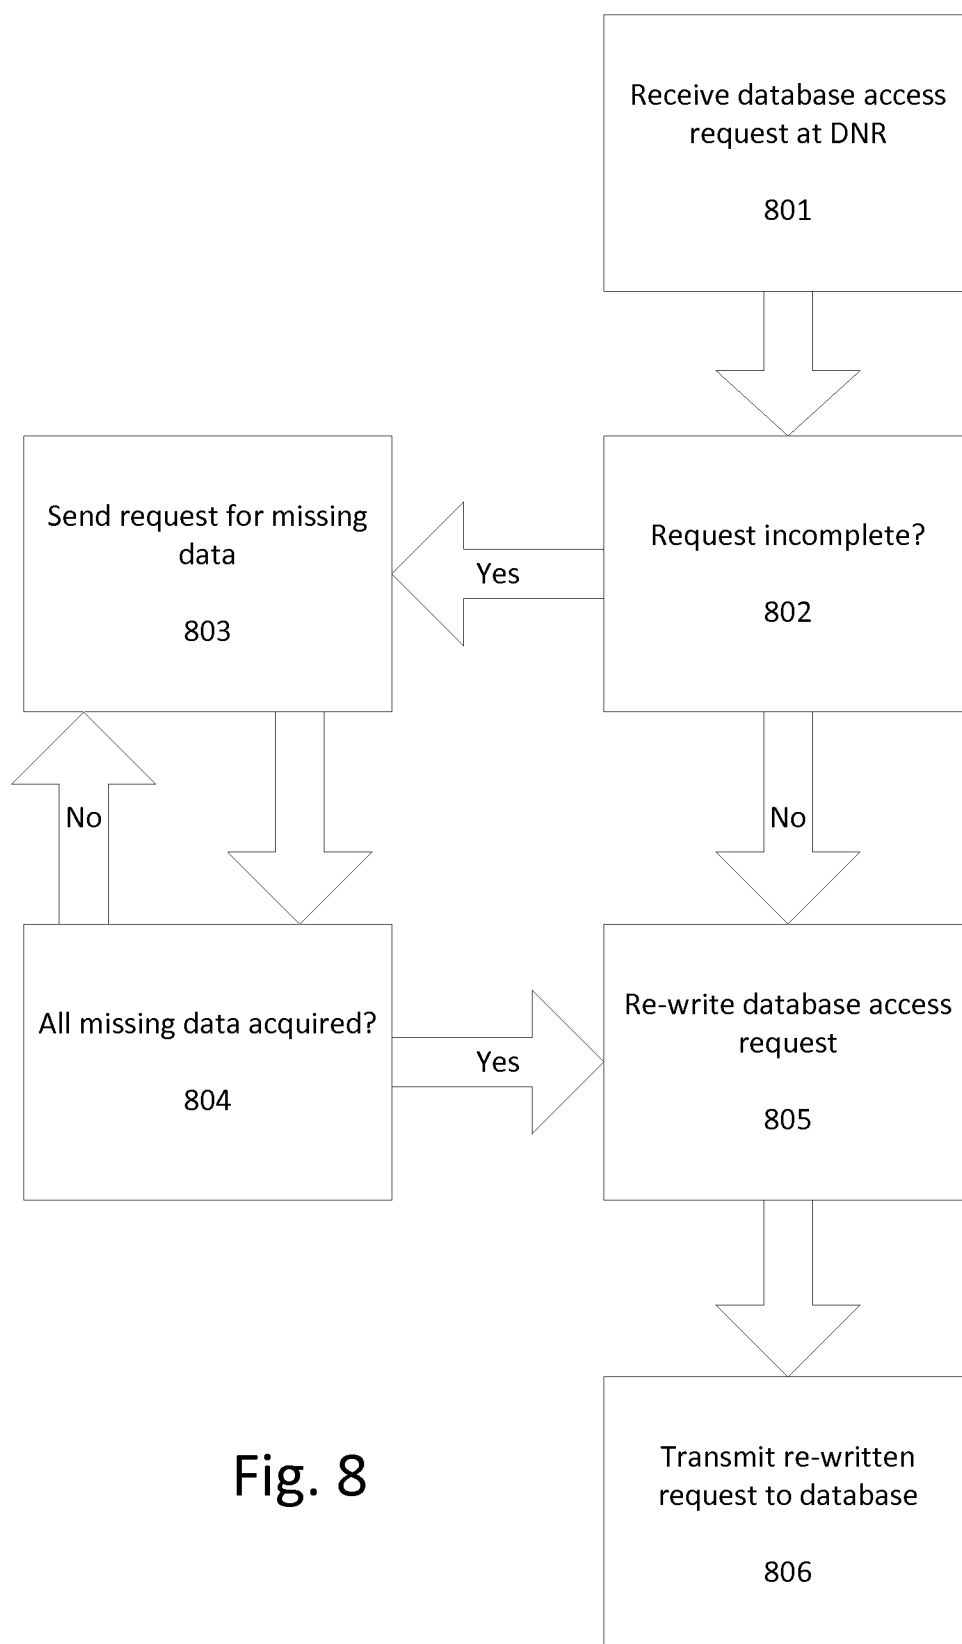 Receive database access
request at DNR
801
Send request for missing
data
803
Yes
Request incomplete?
802
No
No
All missing data acquired?
804
Yes
Re-write database access
request
805
Fig. 8
Transmit re-written
request to database
806